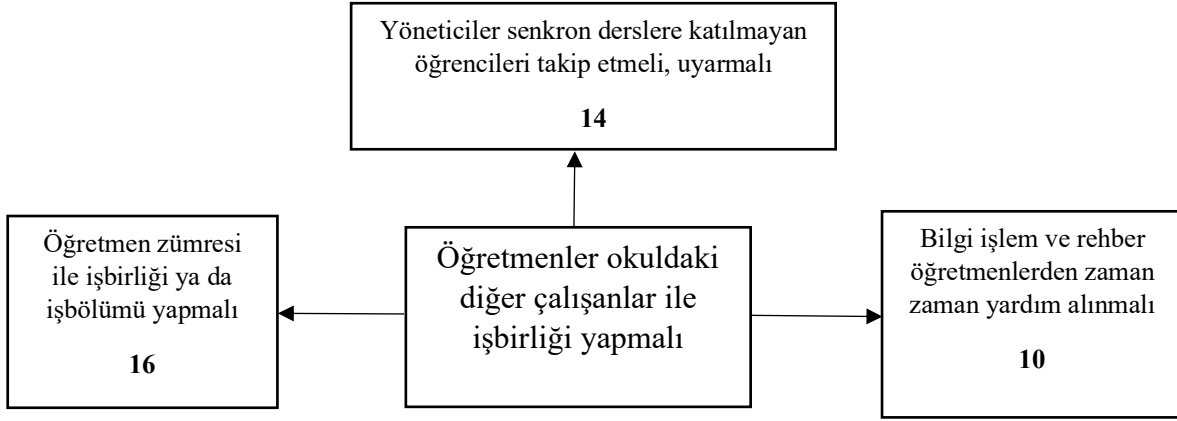 Yöneticiler senkron derslere katılmayan
öğrencileri takip etmeli, uyarmalı
14
Öğretmen zümresi
ile işbirliği ya da
işbölümü yapmalı
16
Öğretmenler okuldaki
diğer çalışanlar ile
işbirliği yapmalı
Bilgi işlem ve rehber
öğretmenlerden zaman
zaman yardım alınmalı
10